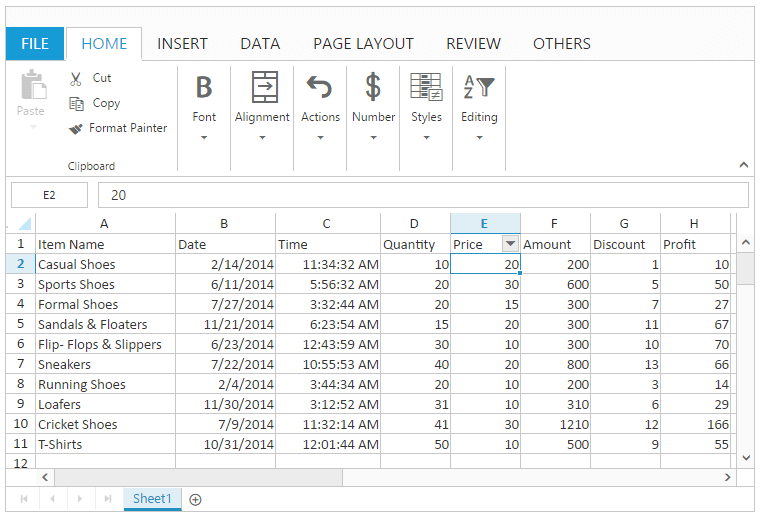 FILE HOME INSERT DATA PAGE LAYOUT REVIEW OTHERS
Paste
Cut
Copy
Format Painter
Clipboard
B Font
Alignment
Actions
$ Number
Styles
A Z Editing
E2 20
A B C D E F G H
1 Item Name Date Time Quantity Price Amount Discount Profit
2 Casual Shoes 2/14/2014 11:34:32 AM 10 20 200 1 10
3 Sports Shoes 6/11/2014 5:56:32 AM 20 30 600 5 50
4 Formal Shoes 7/27/2014 3:32:44 AM 20 15 300 7 27
5 Sandals & Floaters 11/21/2014 6:23:54 AM 15 20 300 11 67
6 Flip- Flops & Slippers 6/23/2014 12:43:59 AM 30 10 300 10 70
7 Sneakers 7/22/2014 10:55:53 AM 40 20 800 13 66
8 Running Shoes 2/4/2014 3:44:34 AM 20 10 200 3 14
9 Loafers 11/30/2014 3:12:52 AM 31 10 310 6 29
10 Cricket Shoes 7/9/2014 11:32:14 AM 41 30 1210 12 166
11 T-Shirts 10/31/2014 12:01:44 AM 50 10 500 9 55
12
Sheet1